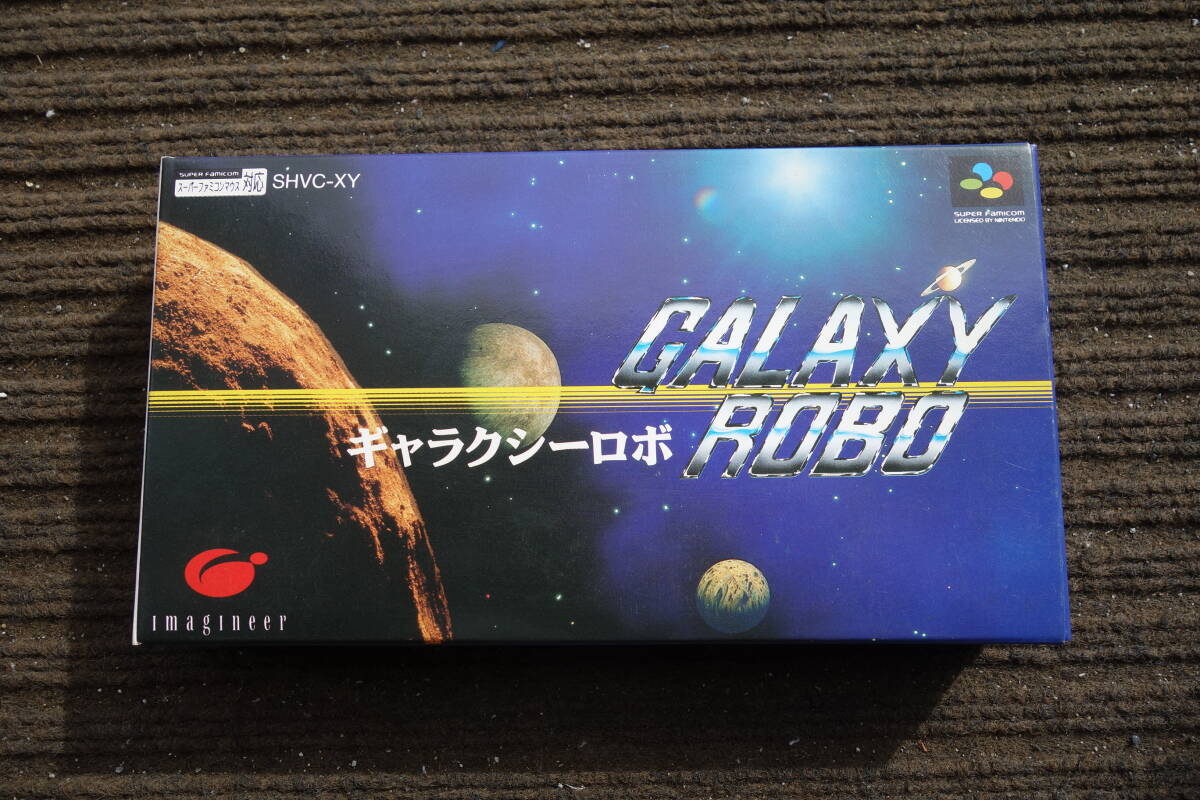 SUPER Famicom
スーパーファミコンマウス 対応
SHVC-XY
SUPER Famicom
LICENSED BY NINTENDO
GALAXY
ROBO
ギャラクシーロボ
imagineer